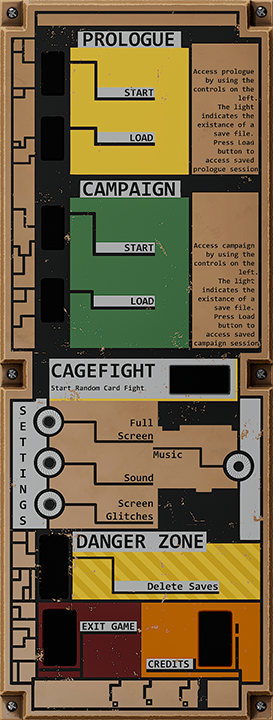 PROLOGUE
START
LOAD
Access prologue
by using the
controls on the
left.
The light
indicates the
existance of a
save file.
Press Load
button to
access saved
prologue session
CAMPAIGN
START
LOAD
Access campaign
by using the
controls on the
left.
The light
indicates the
existance of a
save file.
Press Load
button to
access saved
campaign session
CAGEFIGHT
Start Random Card Fight
SETTINGS
Full
Screen
Music
Sound
Screen
Glitches
DANGER ZONE
Delete Saves
EXIT GAME
CREDITS